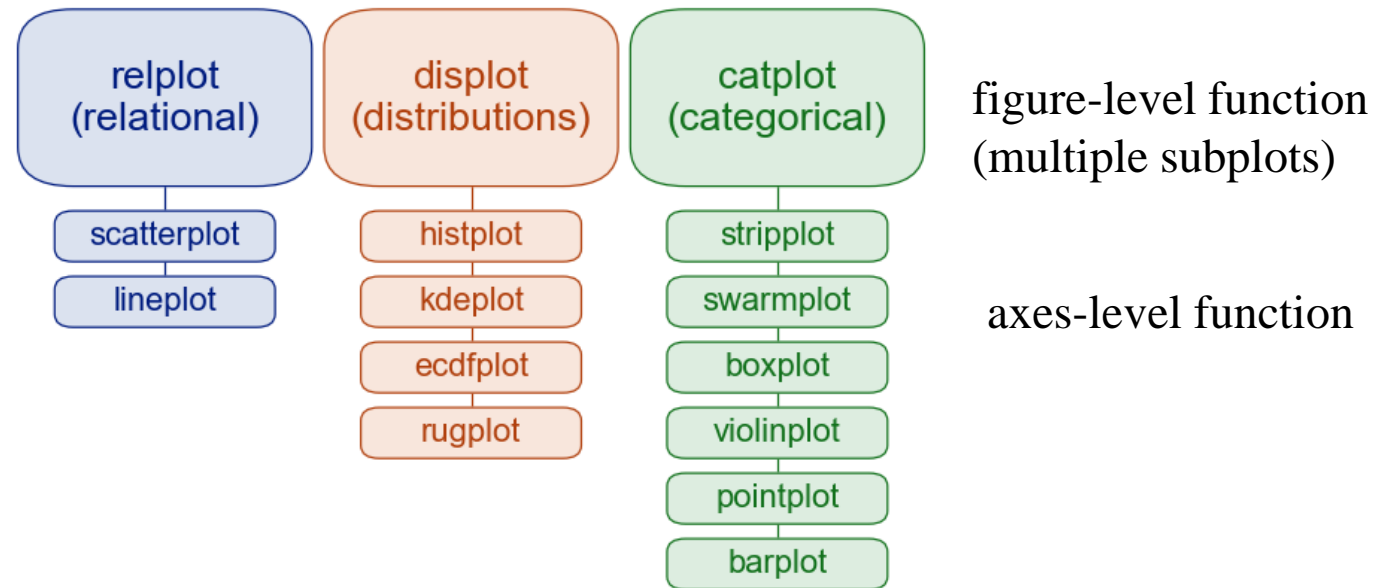 relplot
(relational)
scatterplot
lineplot
displot
(distributions)
histplot
kdeplot
ecdfplot
rugplot
catplot
(categorical)
stripplot
swarmplot
boxplot
violinplot
pointplot
barplot
figure-level function
(multiple subplots)
axes-level function